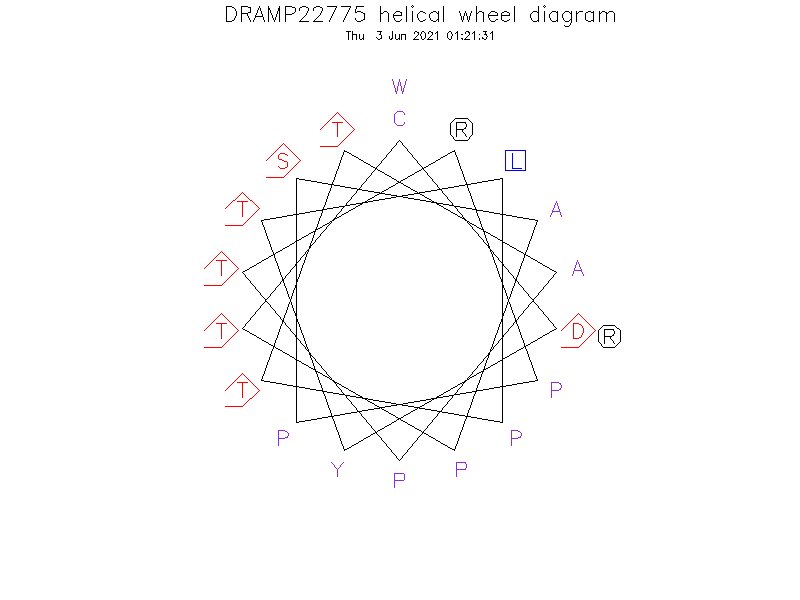 DRAMP22775 helical wheel diagram
Thu 3 Jun 2021 01:21:31
W
C
T R
S L
T A
T A
T D R
T P
P P
Y P
P